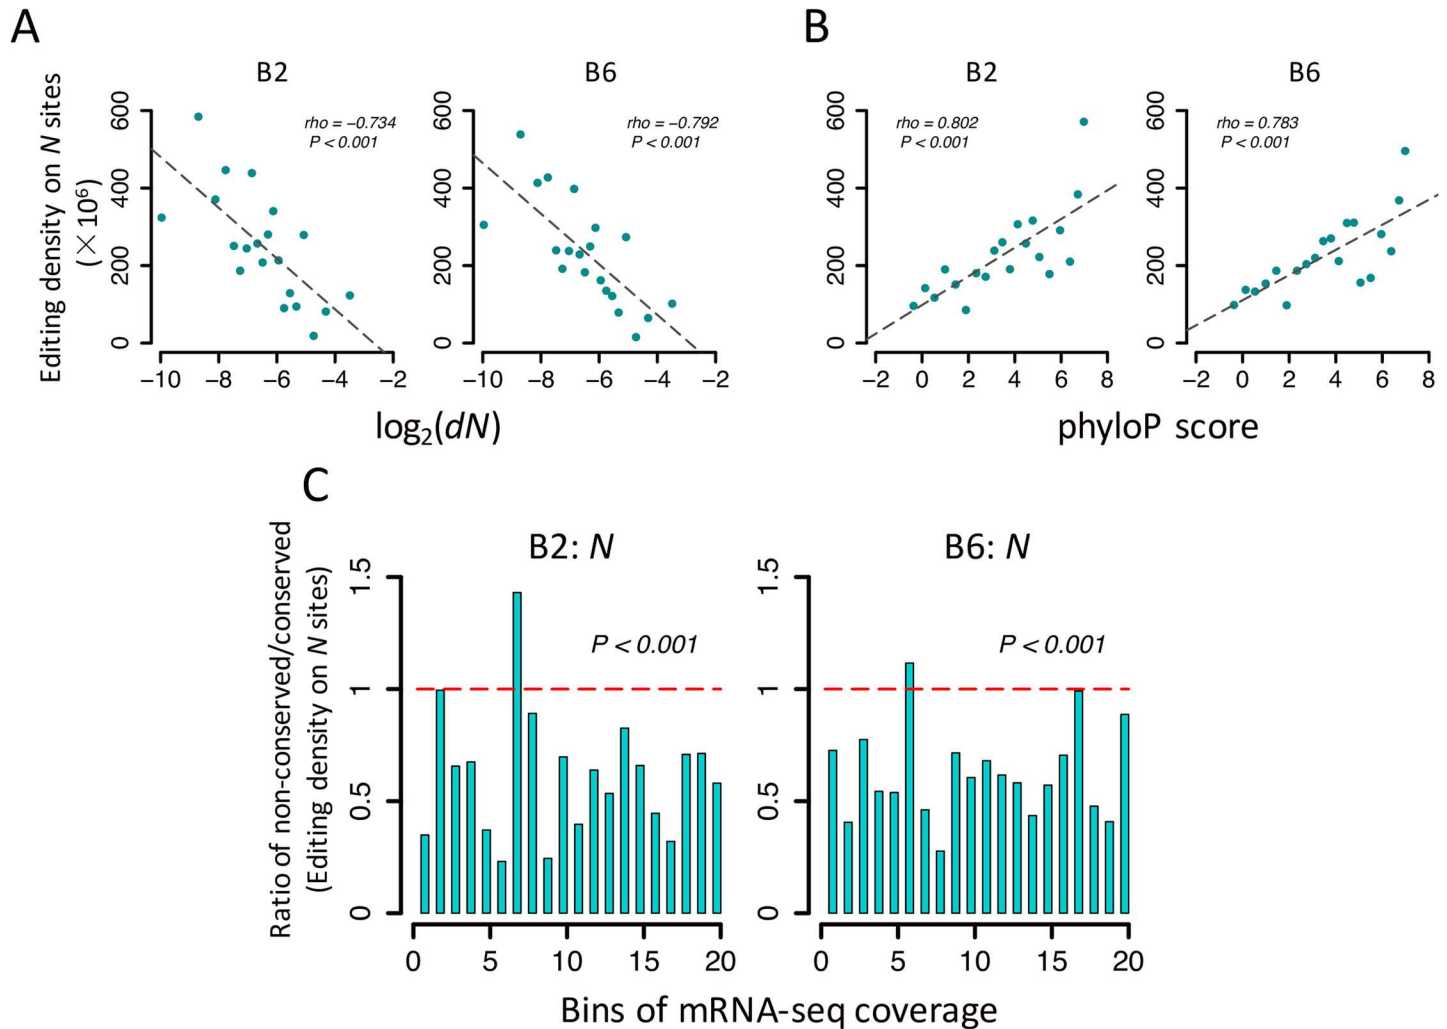 A
B
B2
B6
B2
B6
Editing density on N sites
(×10⁶)
600
400
200
0
rho = −0.734
P < 0.001
−10
−8
−6
−4
−2
600
400
200
0
rho = −0.792
P < 0.001
−10
−8
−6
−4
−2
log₂(dN)
600
400
200
0
rho = 0.802
P < 0.001
−2
0
2
4
6
8
600
400
200
0
rho = 0.783
P < 0.001
−2
0
2
4
6
8
phyloP score
C
Ratio of non-conserved/conserved
(Editing density on N sites)
B2: N
1.5
1
0.5
0
P < 0.001
0
5
10
15
20
B6: N
1.5
1
0.5
0
P < 0.001
0
5
10
15
20
Bins of mRNA-seq coverage